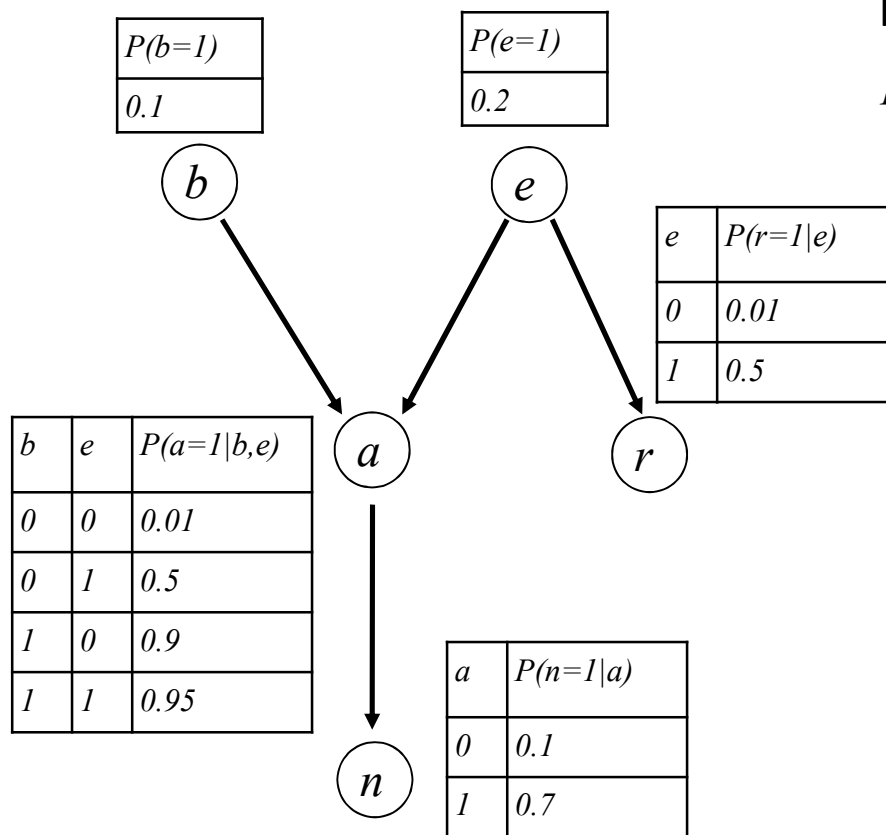 P(b=1)
0.1
P(e=1)
0.2
b
e
e P(r=1|e)
0 0.01
1 0.5
b e P(a=1|b,e)
0 0 0.01
0 1 0.5
1 0 0.9
1 1 0.95
a
r
a P(n=1|a)
0 0.1
1 0.7
n